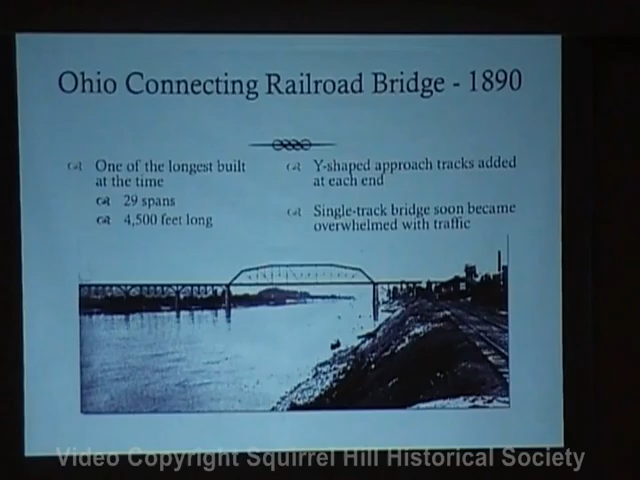 Ohio Connecting Railroad Bridge - 1890
One of the longest built
at the time
29 spans
4,500 feet long
Y-shaped approach tracks added
at each end
Single-track bridge soon became
overwhelmed with traffic
Video Copyright Squirrel Hill Historical Society